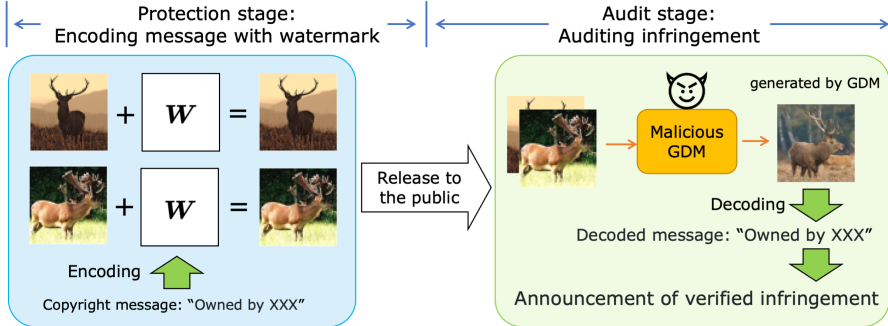 Protection stage:
Encoding message with watermark
Audit stage:
Auditing infringement
+ W =
+ W =
Encoding
Copyright message: “Owned by XXX”
Release to
the public
generated by GDM
Malicious
GDM
Decoding
Decoded message: “Owned by XXX”
Announcement of verified infringement